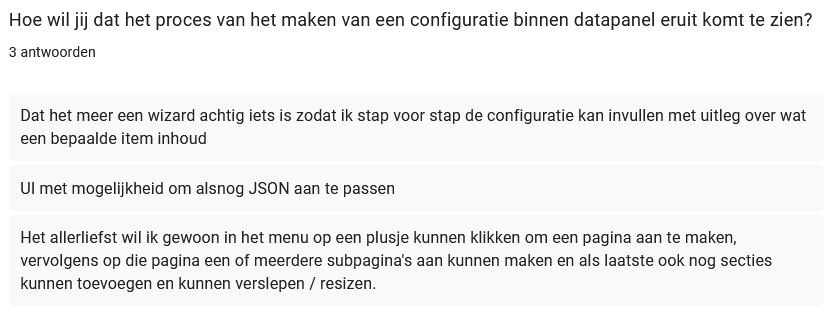 Hoe wil jij dat het proces van het maken van een configuratie binnen datapanel eruit komt te zien?
3 antwoorden
Dat het meer een wizard achtig iets is zodat ik stap voor stap de configuratie kan invullen met uitleg over wat
een bepaalde item inhoud
UI met mogelijkheid om alsnog JSON aan te passen
Het allerliefst wil ik gewoon in het menu op een plusje kunnen klikken om een pagina aan te maken,
vervolgens op die pagina een of meerdere subpagina's aan kunnen maken en als laatste ook nog secties
kunnen toevoegen en kunnen verslepen / resizen.